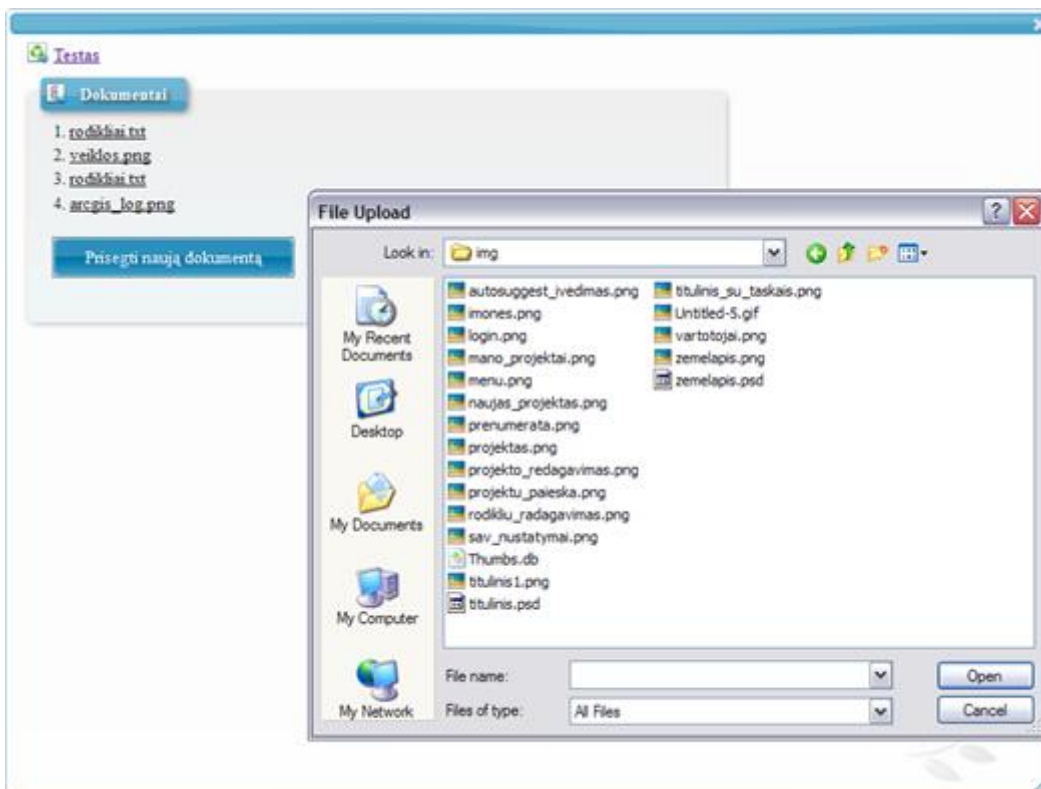 Testas
Dokumentai
1. rodikliai.txt
2. veiklos.png
3. rodikliai.txt
4. arcgis_log.png
Prisegti naują dokumentą
File Upload
Look in:
img
My Recent Documents
Desktop
My Documents
My Computer
My Network
autosuggest_ivedimas.png
imones.png
login.png
mano_projektai.png
menu.png
naujas_projektas.png
prenumerata.png
projektas.png
projekto_redagavimas.png
projektu_paieska.png
rodikliu_radagavimas.png
sav_nustatymai.png
Thumbs.db
titulinis1.png
titulinis.psd
titulinis_su_taskais.png
Untitled-5.gif
vartotojai.png
zemelapis.png
zemelapis.psd
File name:
Open
Files of type:
All Files
Cancel